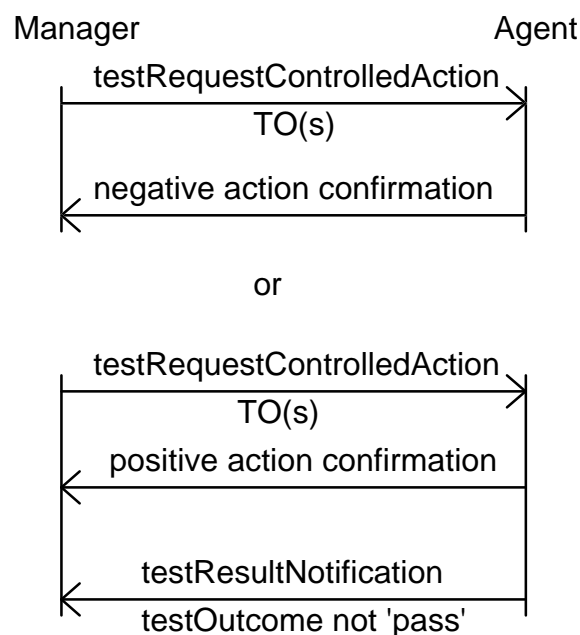 Manager Agent
testRequestControlledAction
TO(s)
negative action confirmation
or
testRequestControlledAction
TO(s)
positive action confirmation
testResultNotification
testOutcome not 'pass'